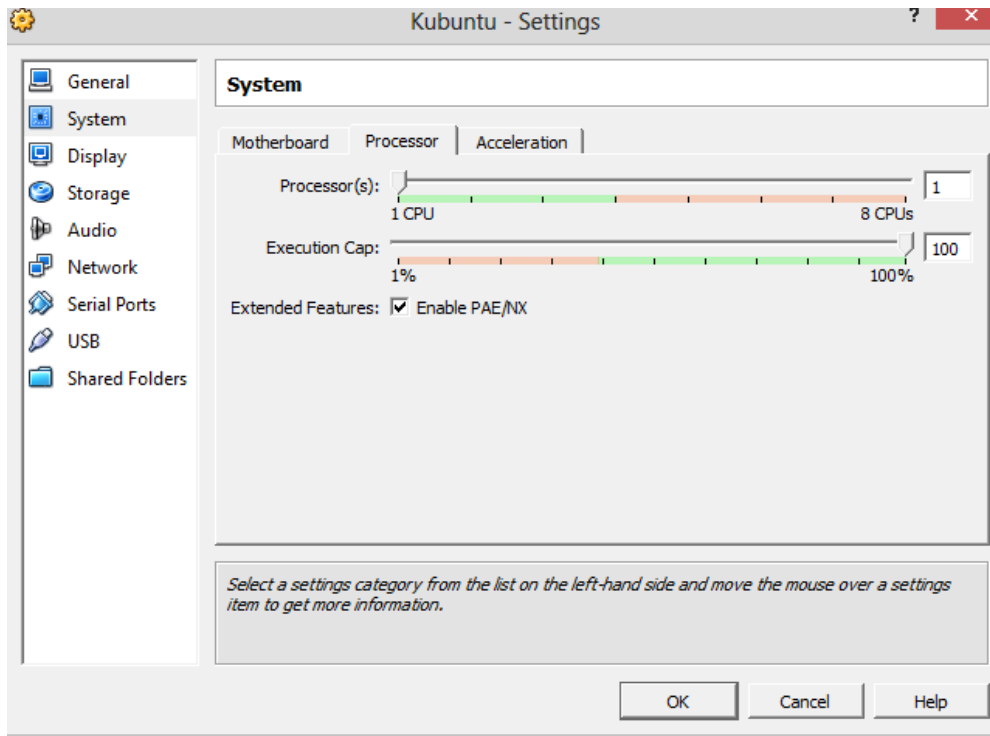 Kubuntu - Settings
?
General
System
Display
Storage
Audio
Network
Serial Ports
USB
Shared Folders
System
Motherboard Processor Acceleration
Processor(s): 1
1 CPU 8 CPUs
Execution Cap: 100
1% 100%
Extended Features: Enable PAE/NX
Select a settings category from the list on the left-hand side and move the mouse over a settings
item to get more information.
OK Cancel Help